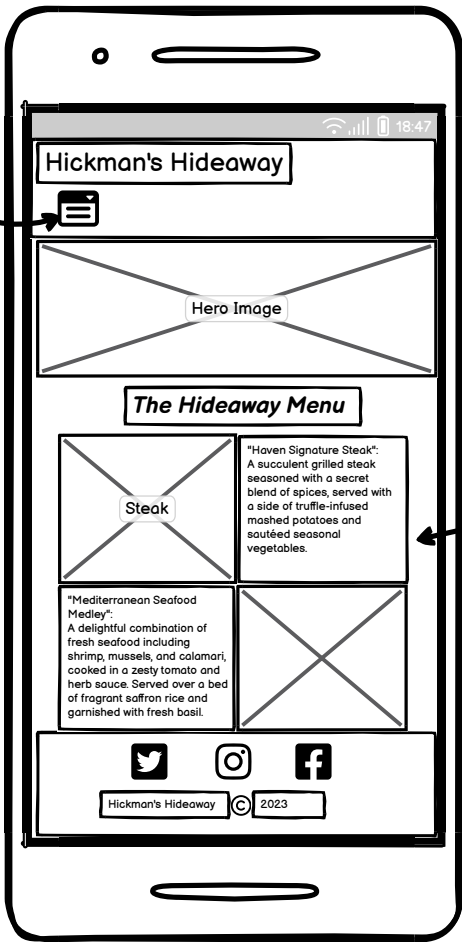 18:47
Hickman's Hideaway
Hero Image
The Hideaway Menu
Steak
"Haven Signature Steak":
A succulent grilled steak
seasoned with a secret
blend of spices, served with
a side of truffle-infused
mashed potatoes and
sautéed seasonal
vegetables.
"Mediterranean Seafood
Medley":
A delightful combination of
fresh seafood including
shrimp, mussels, and calamari,
cooked in a zesty tomato and
herb sauce. Served over a bed
of fragrant saffron rice and
garnished with fresh basil.
Hickman's Hideaway © 2023